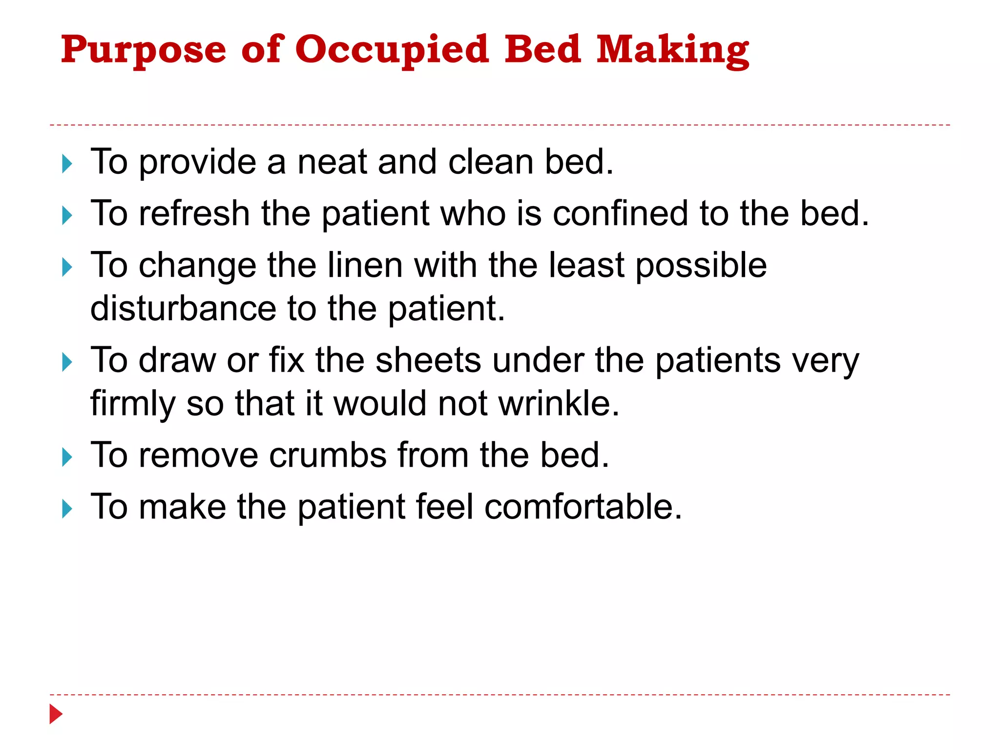 Purpose of Occupied Bed Making
To provide a neat and clean bed.
To refresh the patient who is confined to the bed.
To change the linen with the least possible
disturbance to the patient.
To draw or fix the sheets under the patients very
firmly so that it would not wrinkle.
To remove crumbs from the bed.
To make the patient feel comfortable.